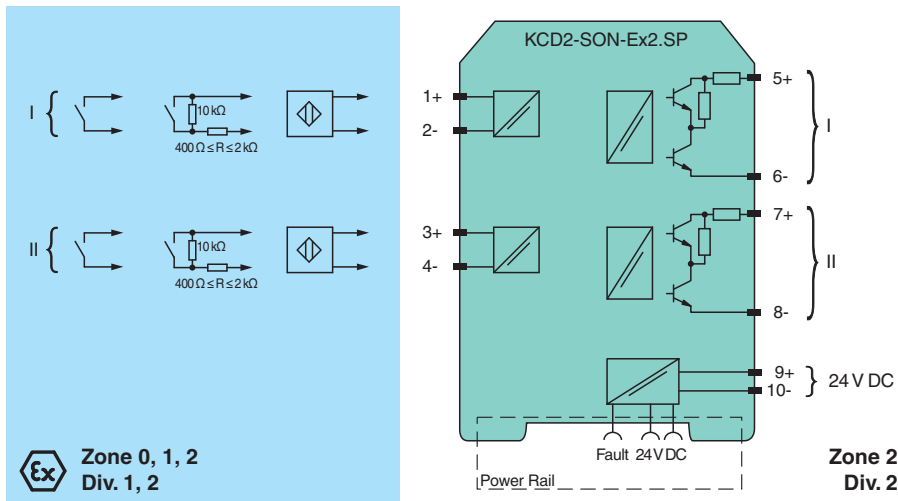 KCD2-SON-Ex2.SP
I
10 kΩ
400 Ω ≤ R ≤ 2 kΩ
1+
2-
5+
I
6-
II
10 kΩ
400 Ω ≤ R ≤ 2 kΩ
3+
4-
7+
II
8-
9+
10-
24 V DC
Fault 24 V DC
Power Rail
Ex
Zone 0, 1, 2
Div. 1, 2
Zone 2
Div. 2